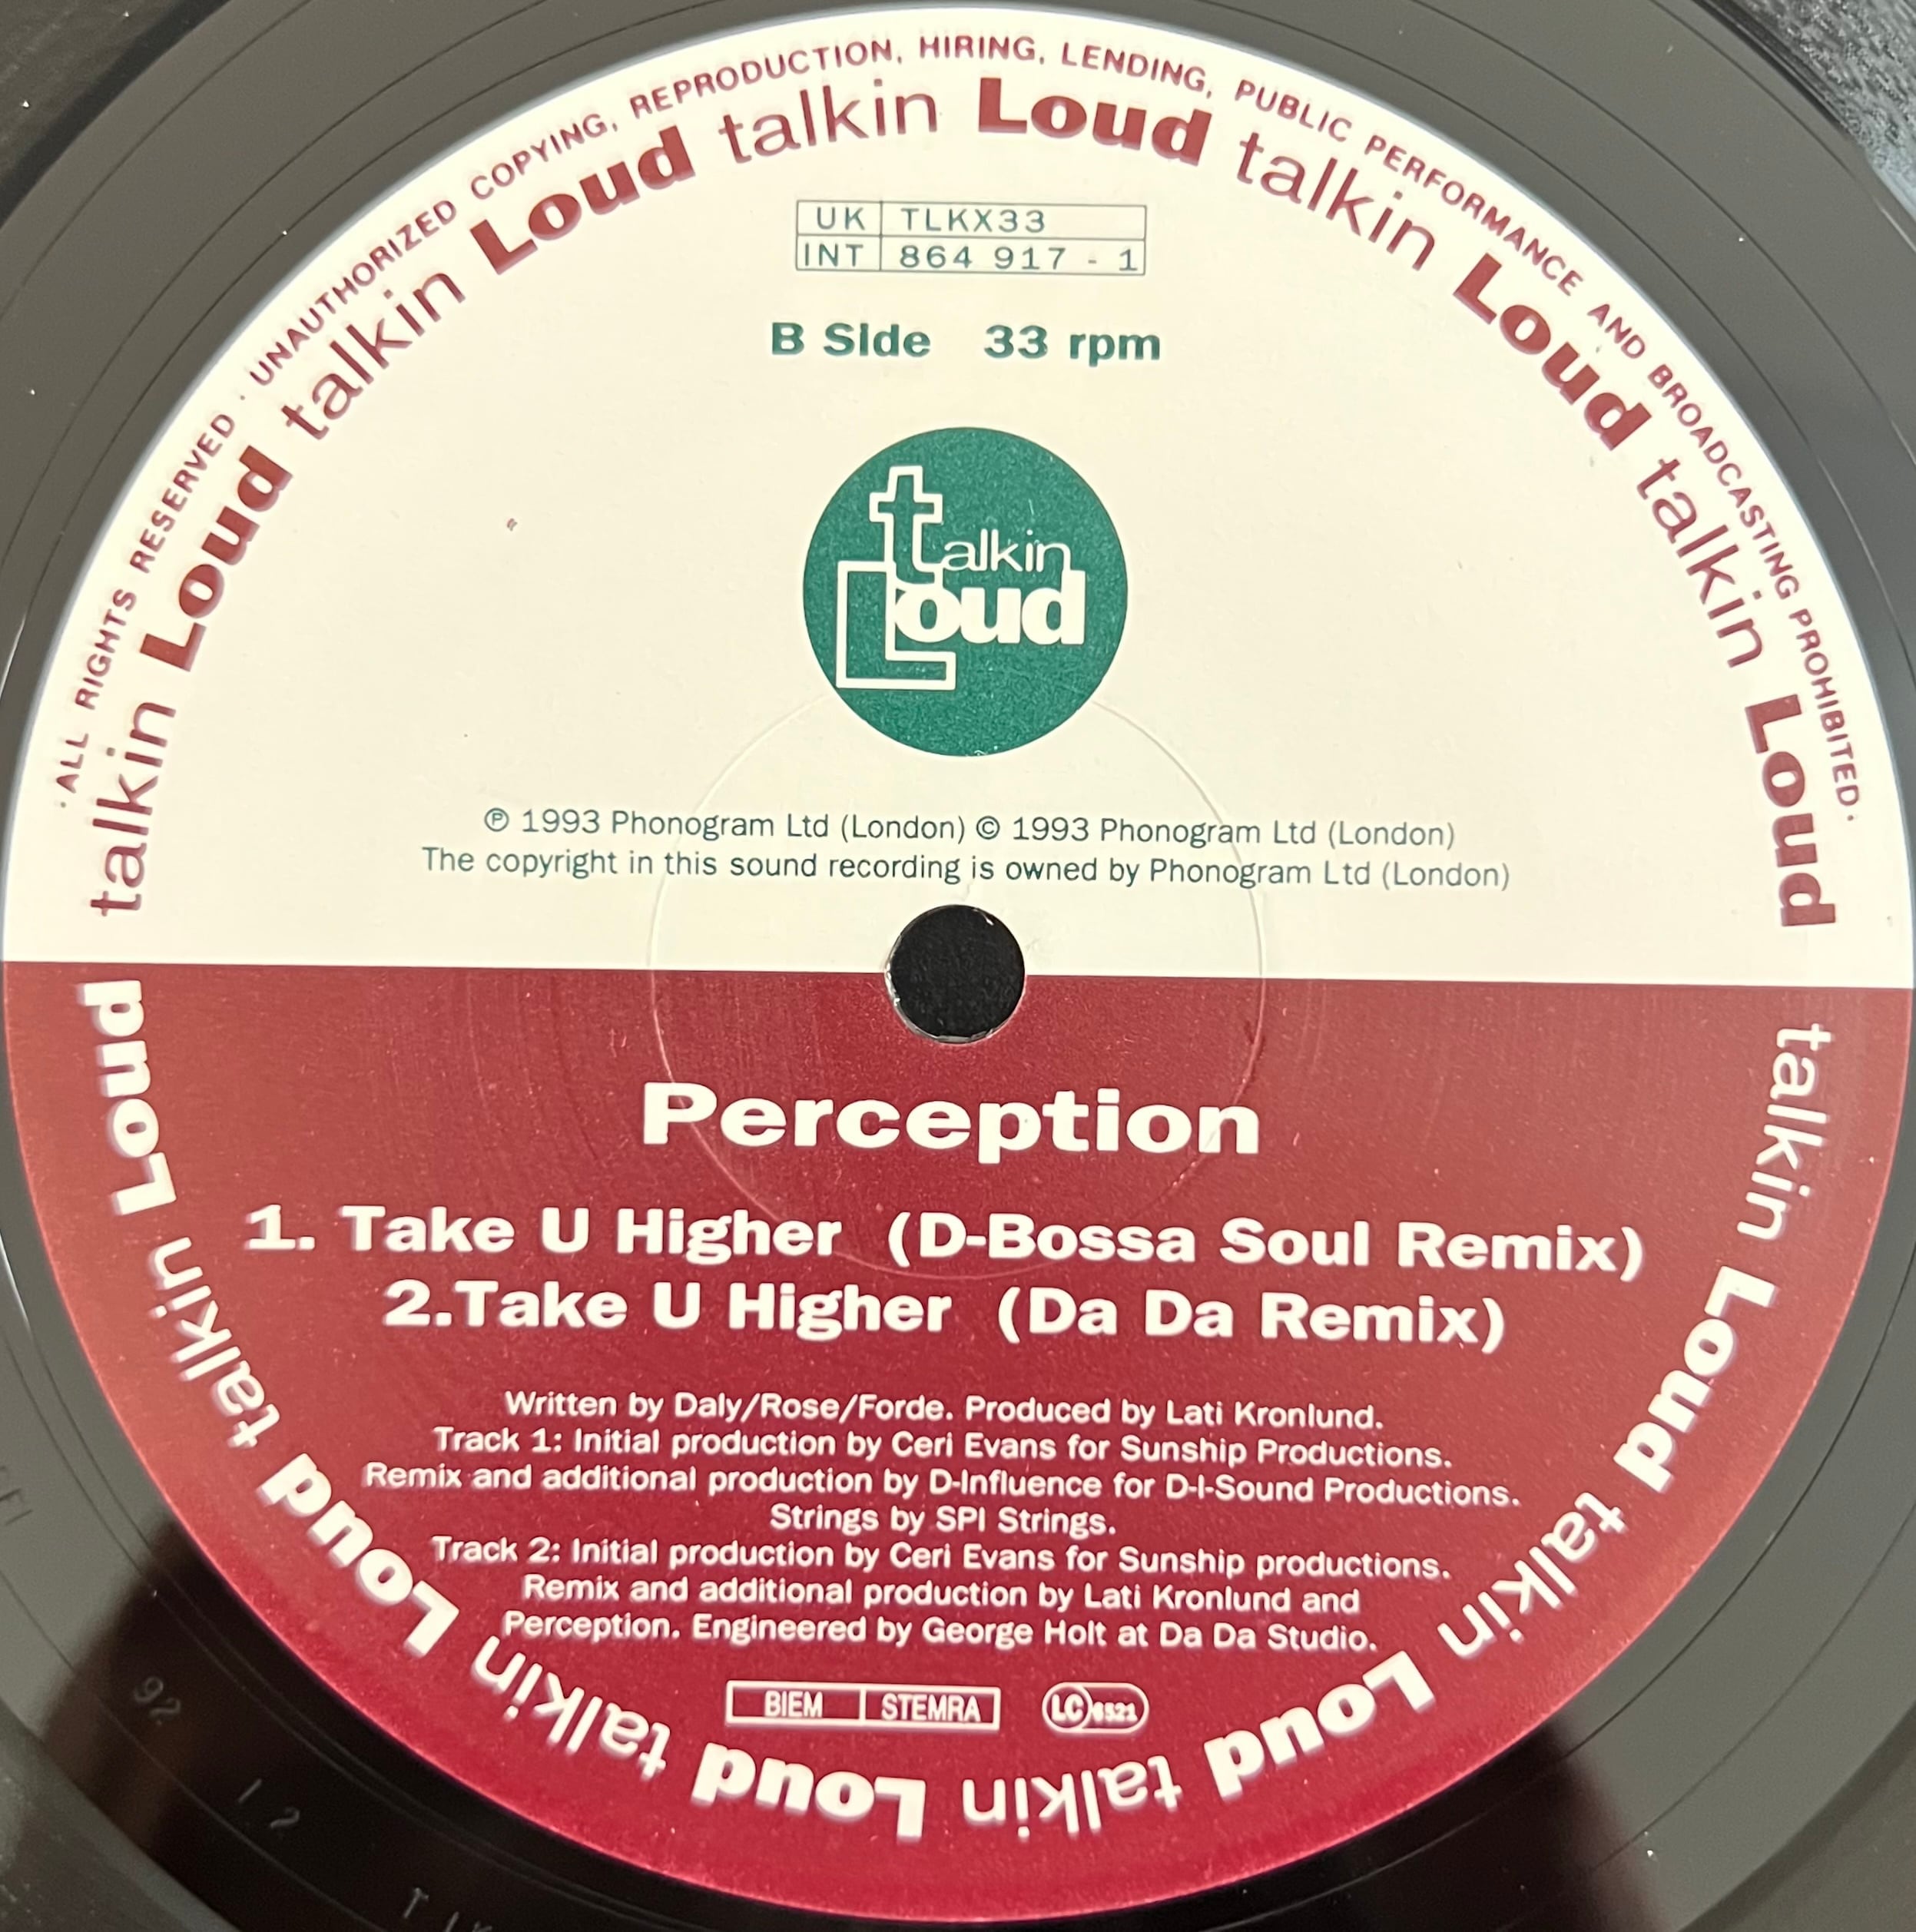 · ALL RIGHTS RESERVED · UNAUTHORIZED COPYING, REPRODUCTION, HIRING, LENDING, PUBLIC PERFORMANCE AND BROADCASTING PROHIBITED ·
talkin Loud talkin Loud talkin Loud talkin Loud talkin Loud
UK TLKX33
INT 864 917 - 1
B Side 33 rpm
talkin
Loud
℗ 1993 Phonogram Ltd (London) © 1993 Phonogram Ltd (London)
The copyright in this sound recording is owned by Phonogram Ltd (London)
Perception
1. Take U Higher (D-Bossa Soul Remix)
2.Take U Higher (Da Da Remix)
Written by Daly/Rose/Forde. Produced by Lati Kronlund.
Track 1: Initial production by Ceri Evans for Sunship Productions.
Remix and additional production by D-Influence for D-I-Sound Productions.
Strings by SPI Strings.
Track 2: Initial production by Ceri Evans for Sunship productions.
Remix and additional production by Lati Kronlund and
Perception. Engineered by George Holt at Da Da Studio.
BIEM STEMRA LC 6521
talkin Loud talkin Loud talkin Loud talkin Loud talkin Loud
92
12